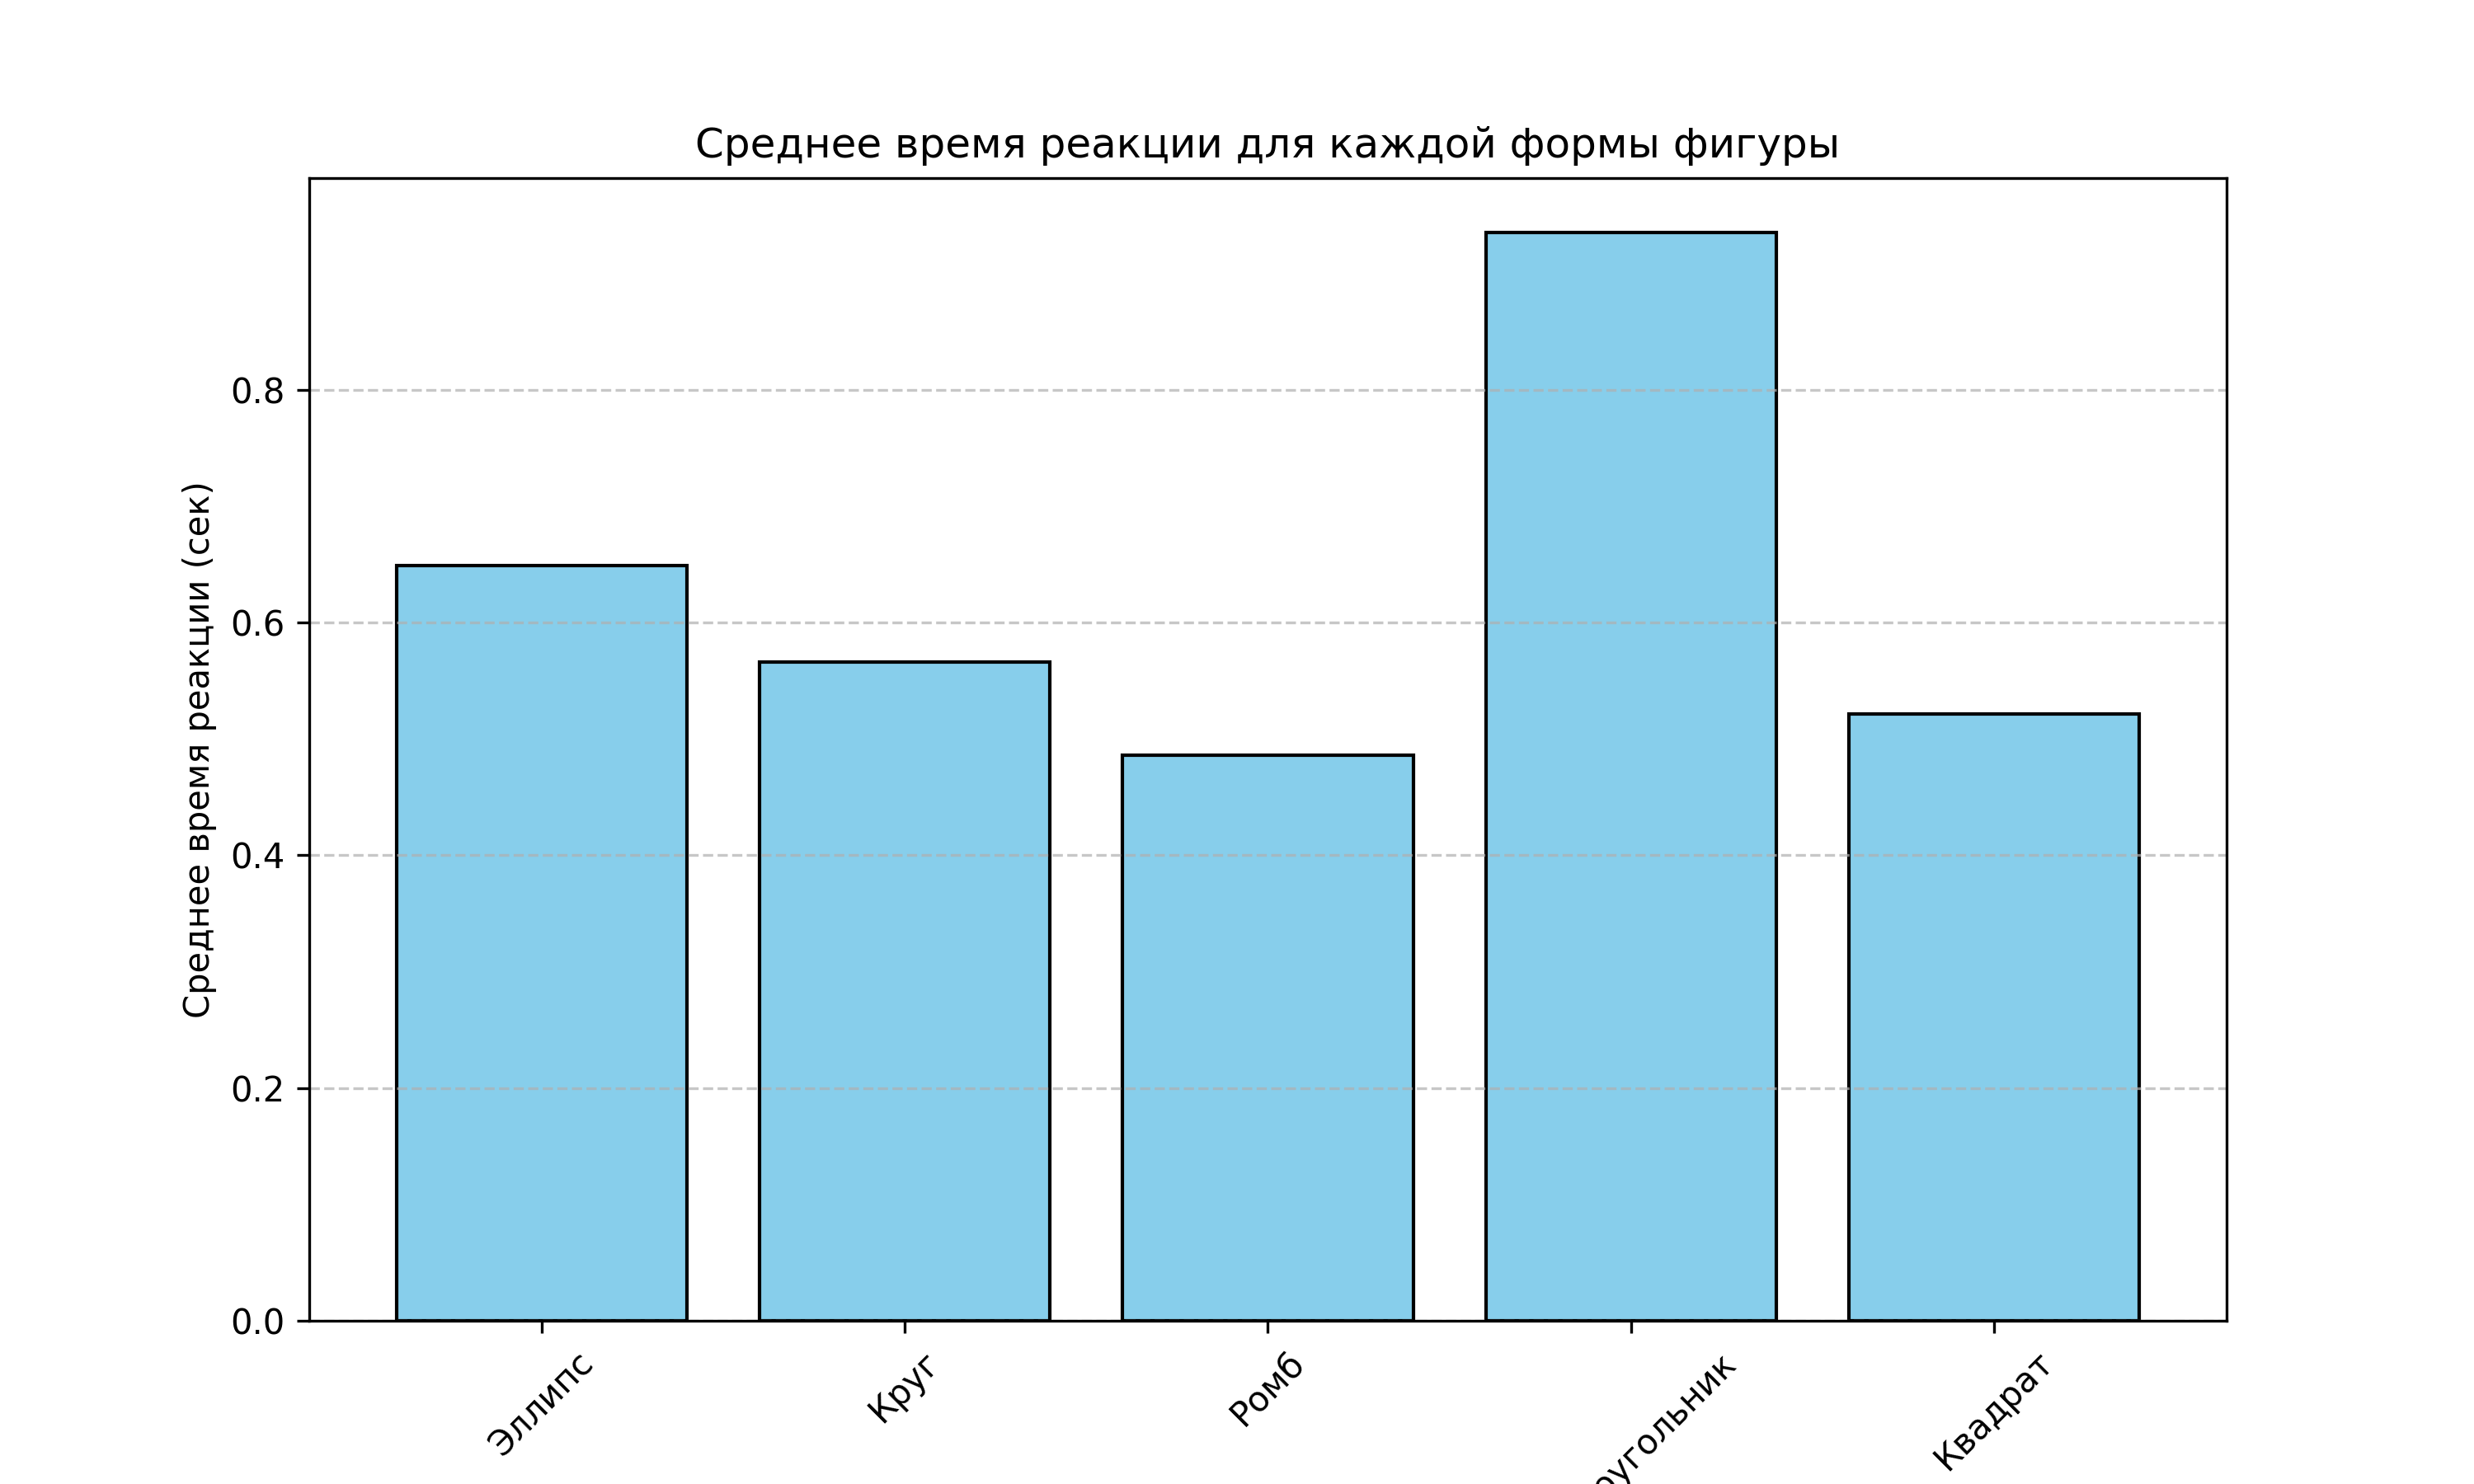 Среднее время реакции для каждой формы фигуры
Среднее время реакции (сек)
0.8
0.6
0.4
0.2
0.0
Эллипс
Круг
Ромб
Квадрат